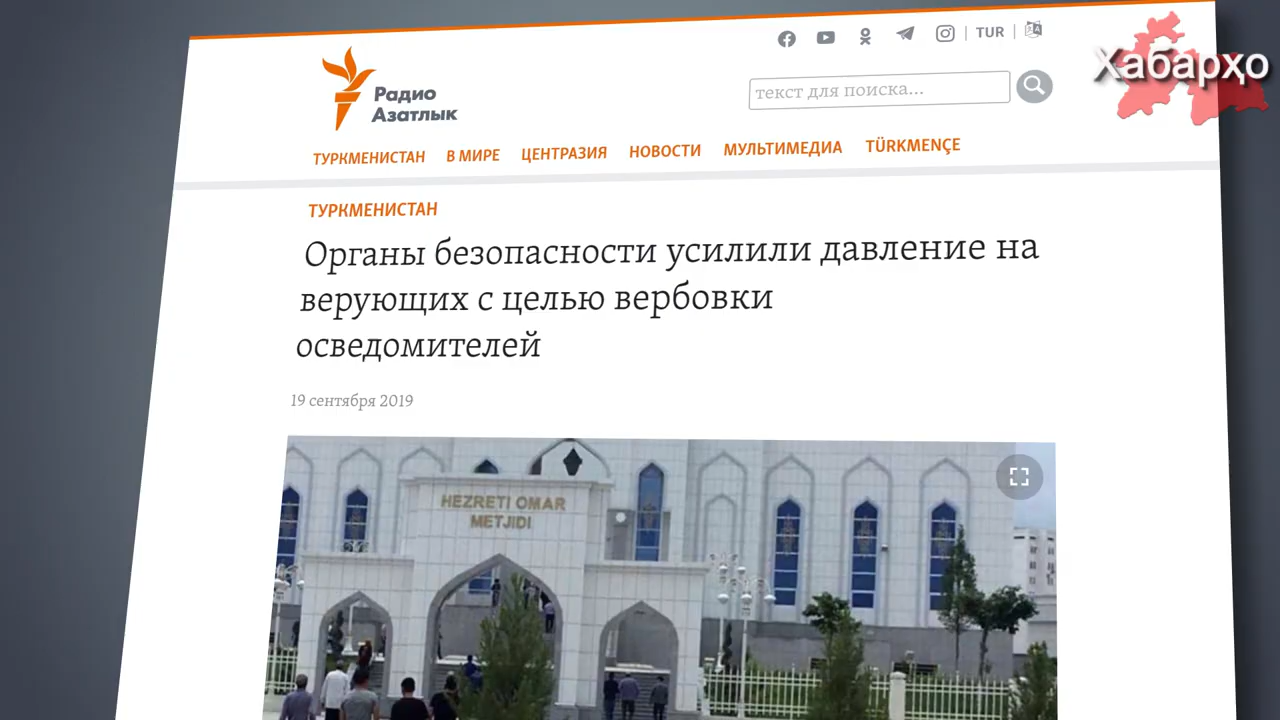 TUR
Хабарҳо
Радио
Азатлык
текст для поиска...
ТУРКМЕНИСТАН В МИРЕ ЦЕНТРАЗИЯ НОВОСТИ МУЛЬТИМЕДИА TÜRKMENÇE
ТУРКМЕНИСТАН
Органы безопасности усилили давление на
верующих с целью вербовки
осведомителей
19 сентября 2019
HEZRETI OMAR
METJIDI